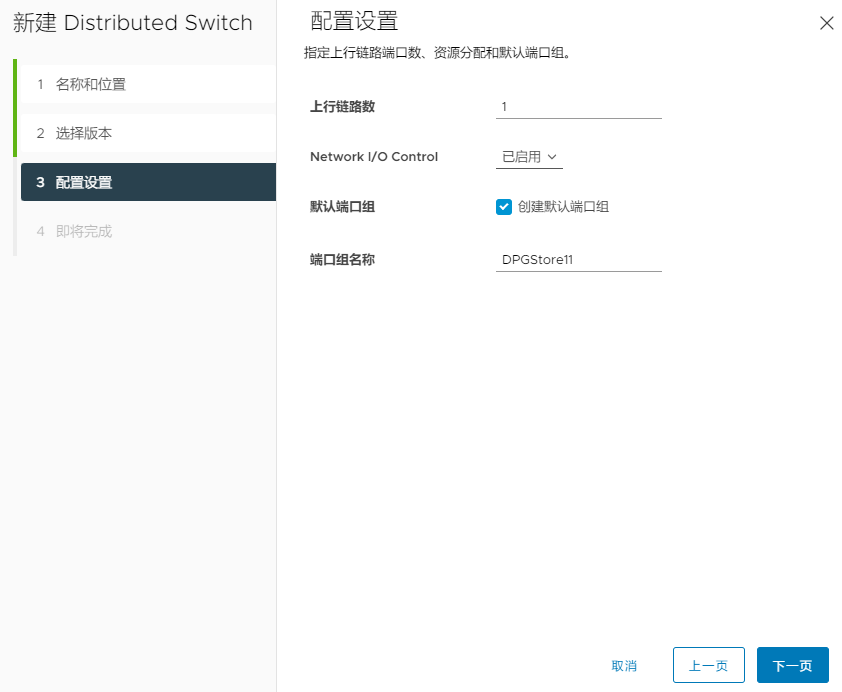 新建 Distributed Switch
1 名称和位置
2 选择版本
3 配置设置
4 即将完成
配置设置
指定上行链路端口数、资源分配和默认端口组。
上行链路数 1
Network I/O Control 已启用
默认端口组 创建默认端口组
端口组名称 DPGStore11
取消 上一页 下一页